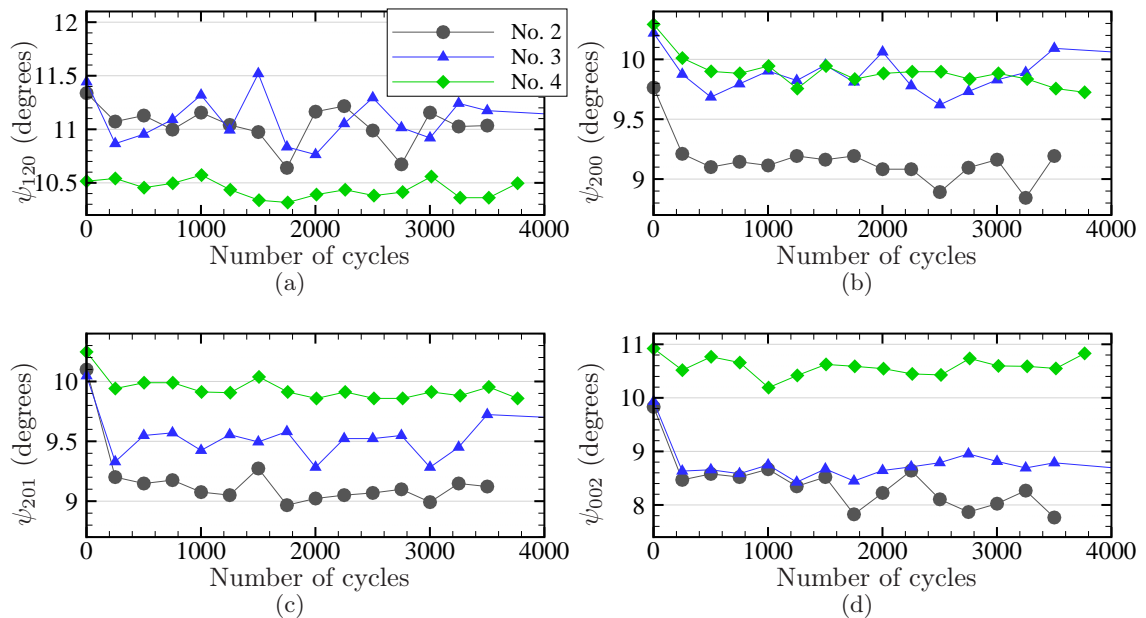 ψ120 (degrees)
12
11.5
11
10.5
0
1000
2000
3000
4000
Number of cycles
(a)
No. 2
No. 3
No. 4
ψ200 (degrees)
10
9.5
9
0
1000
2000
3000
4000
Number of cycles
(b)
ψ201 (degrees)
10
9.5
9
0
1000
2000
3000
4000
Number of cycles
(c)
ψ002 (degrees)
11
10
9
8
0
1000
2000
3000
4000
Number of cycles
(d)